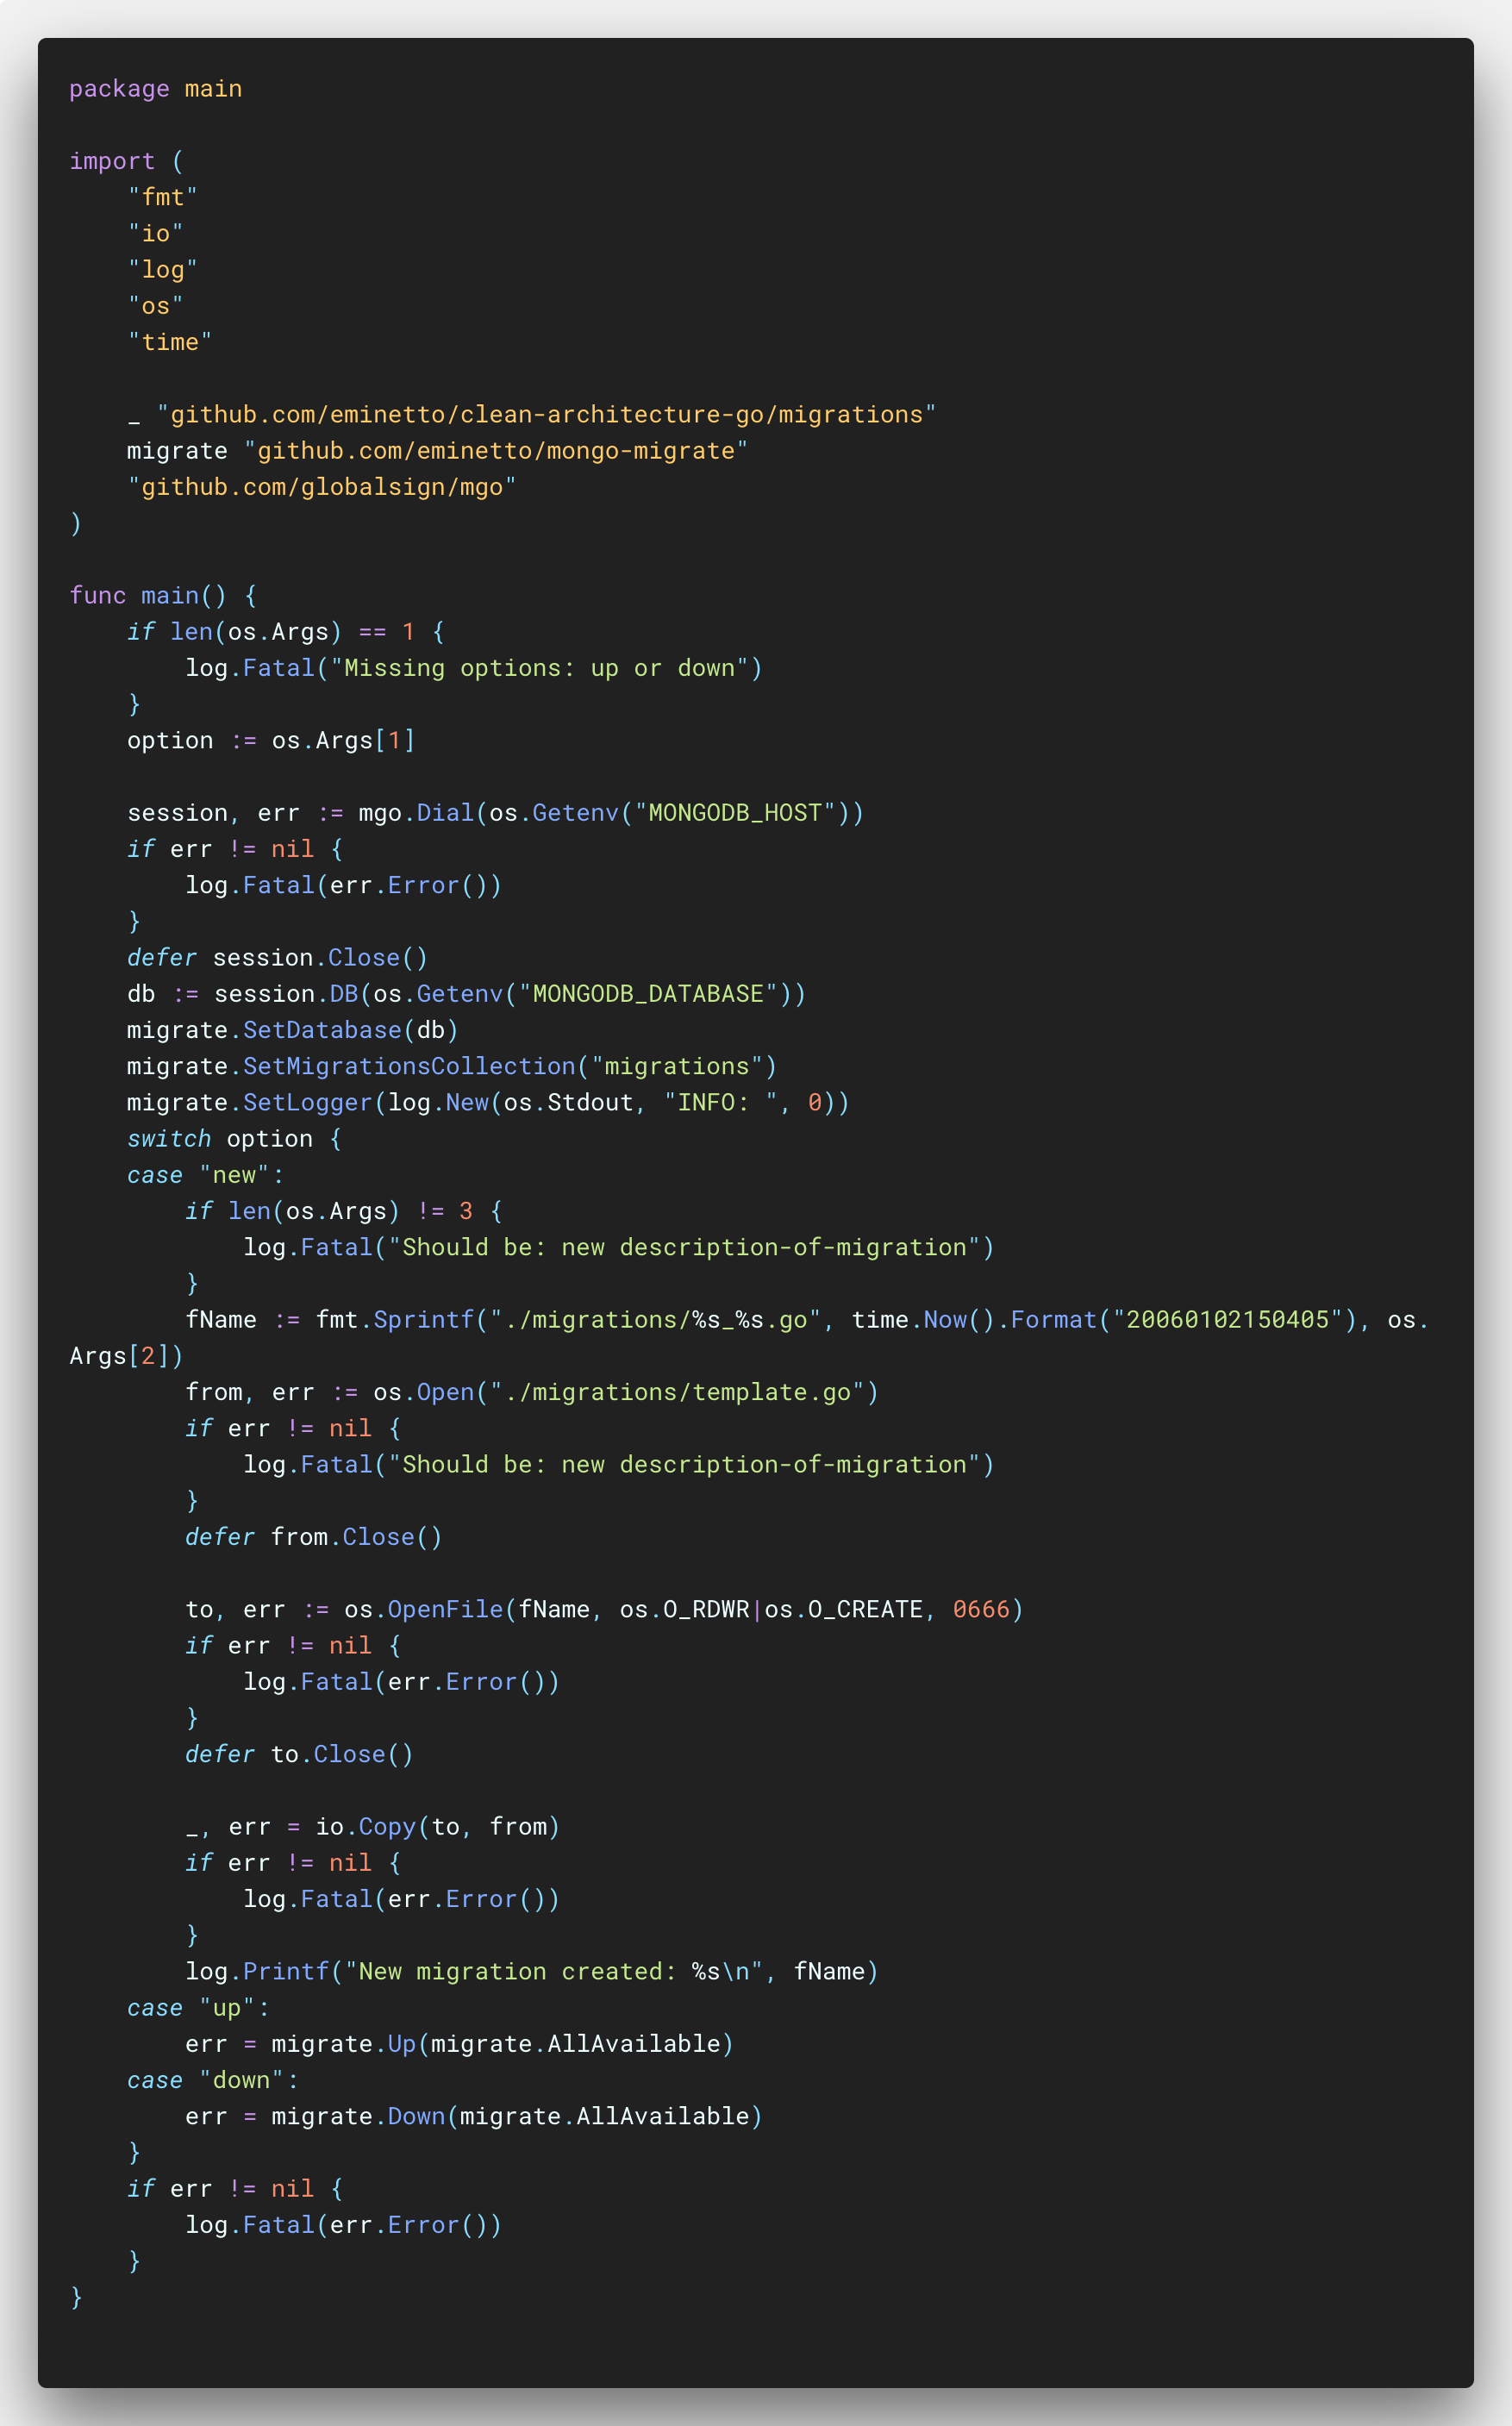 package main

import (
    "fmt"
    "io"
    "log"
    "os"
    "time"

    _ "github.com/eminetto/clean-architecture-go/migrations"
    migrate "github.com/eminetto/mongo-migrate"
    "github.com/globalsign/mgo"
)

func main() {
    if len(os.Args) == 1 {
        log.Fatal("Missing options: up or down")
    }
    option := os.Args[1]

    session, err := mgo.Dial(os.Getenv("MONGODB_HOST"))
    if err != nil {
        log.Fatal(err.Error())
    }
    defer session.Close()
    db := session.DB(os.Getenv("MONGODB_DATABASE"))
    migrate.SetDatabase(db)
    migrate.SetMigrationsCollection("migrations")
    migrate.SetLogger(log.New(os.Stdout, "INFO: ", 0))
    switch option {
    case "new":
        if len(os.Args) != 3 {
            log.Fatal("Should be: new description-of-migration")
        }
        fName := fmt.Sprintf("./migrations/%s_%s.go", time.Now().Format("20060102150405"), os.
Args[2])
        from, err := os.Open("./migrations/template.go")
        if err != nil {
            log.Fatal("Should be: new description-of-migration")
        }
        defer from.Close()

        to, err := os.OpenFile(fName, os.O_RDWR|os.O_CREATE, 0666)
        if err != nil {
            log.Fatal(err.Error())
        }
        defer to.Close()

        _, err = io.Copy(to, from)
        if err != nil {
            log.Fatal(err.Error())
        }
        log.Printf("New migration created: %s\n", fName)
    case "up":
        err = migrate.Up(migrate.AllAvailable)
    case "down":
        err = migrate.Down(migrate.AllAvailable)
    }
    if err != nil {
        log.Fatal(err.Error())
    }
}